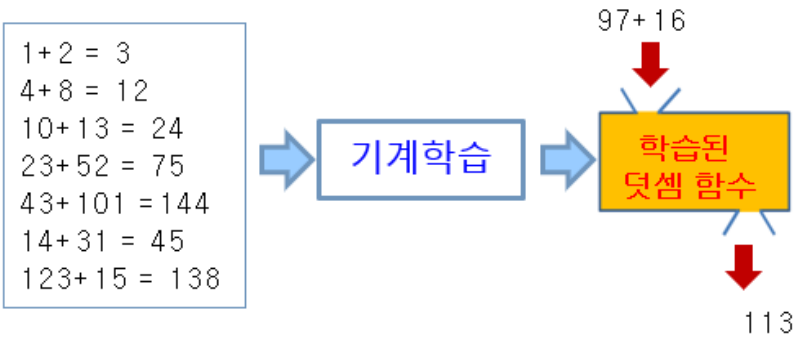 1+2 = 3
4+8 = 12
10+13 = 24
23+52 = 75
43+101 =144
14+31 = 45
123+15 = 138
기계학습
97+16
학습된
덧셈 함수
113